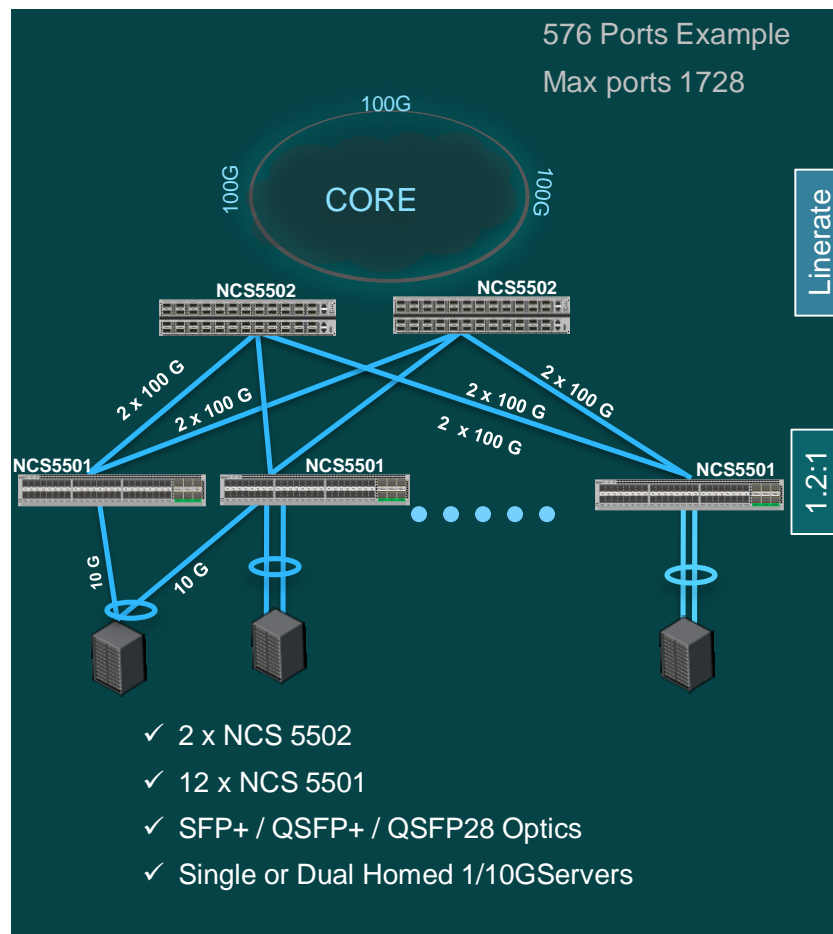 576 Ports Example
Max ports 1728
100G
100G
100G
CORE
Linerate
NCS5502
NCS5502
2 x 100 G
2 x 100 G
2 x 100 G
2 x 100 G
2 x 100 G
NCS5501
NCS5501
NCS5501
1.2:1
10 G
10 G
✓ 2 x NCS 5502
✓ 12 x NCS 5501
✓ SFP+ / QSFP+ / QSFP28 Optics
✓ Single or Dual Homed 1/10GServers